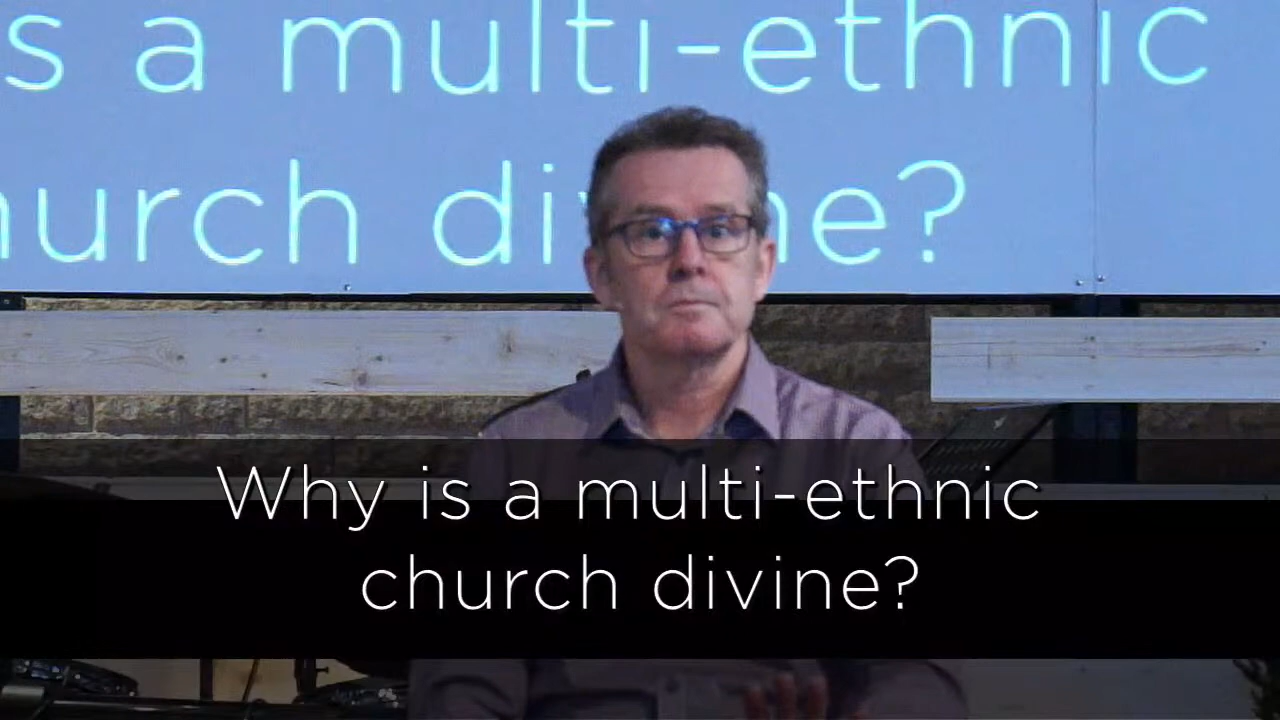 s a multi-ethnic
hurch di ne?
Why is a multi-ethnic
church divine?